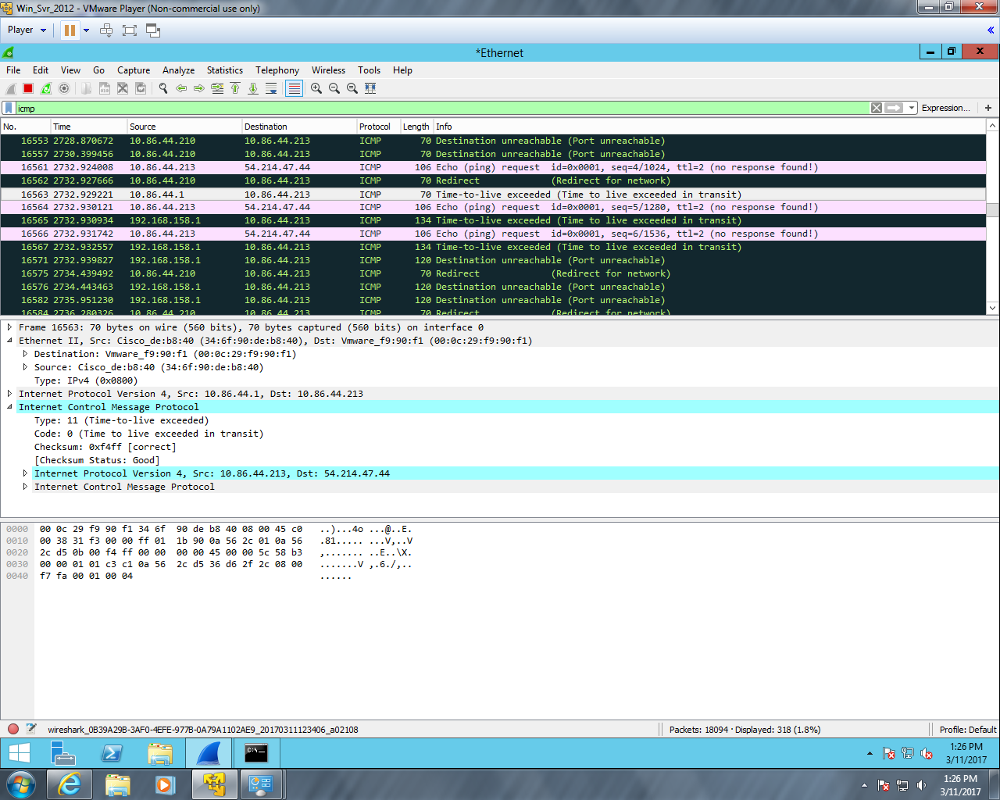 Win_Svr_2012 - VMware Player (Non-commercial use only)
Player
*Ethernet
File Edit View Go Capture Analyze Statistics Telephony Wireless Tools Help
icmp Expression... +
No. Time Source Destination Protocol Length Info
16553 2728.870672 10.86.44.210 10.86.44.213 ICMP 70 Destination unreachable (Port unreachable)
16557 2730.399456 10.86.44.210 10.86.44.213 ICMP 70 Destination unreachable (Port unreachable)
16561 2732.924008 10.86.44.213 54.214.47.44 ICMP 106 Echo (ping) request id=0x0001, seq=4/1024, ttl=2 (no response found!)
16562 2732.927666 10.86.44.210 10.86.44.213 ICMP 70 Redirect (Redirect for network)
16563 2732.929221 10.86.44.1 10.86.44.213 ICMP 70 Time-to-live exceeded (Time to live exceeded in transit)
16564 2732.930121 10.86.44.213 54.214.47.44 ICMP 106 Echo (ping) request id=0x0001, seq=5/1280, ttl=2 (no response found!)
16565 2732.930934 192.168.158.1 10.86.44.213 ICMP 134 Time-to-live exceeded (Time to live exceeded in transit)
16566 2732.931742 10.86.44.213 54.214.47.44 ICMP 106 Echo (ping) request id=0x0001, seq=6/1536, ttl=2 (no response found!)
16567 2732.932557 192.168.158.1 10.86.44.213 ICMP 134 Time-to-live exceeded (Time to live exceeded in transit)
16571 2732.939827 192.168.158.1 10.86.44.213 ICMP 120 Destination unreachable (Port unreachable)
16575 2734.439492 10.86.44.210 10.86.44.213 ICMP 70 Redirect (Redirect for network)
16576 2734.443463 192.168.158.1 10.86.44.213 ICMP 120 Destination unreachable (Port unreachable)
16582 2735.951230 192.168.158.1 10.86.44.213 ICMP 120 Destination unreachable (Port unreachable)
16584 2736.280326 10.86.44.210 10.86.44.213 ICMP 70 Redirect (Redirect for network)
Frame 16563: 70 bytes on wire (560 bits), 70 bytes captured (560 bits) on interface 0
Ethernet II, Src: Cisco_de:b8:40 (34:6f:90:de:b8:40), Dst: Vmware_f9:90:f1 (00:0c:29:f9:90:f1)
Destination: Vmware_f9:90:f1 (00:0c:29:f9:90:f1)
Source: Cisco_de:b8:40 (34:6f:90:de:b8:40)
Type: IPv4 (0x0800)
Internet Protocol Version 4, Src: 10.86.44.1, Dst: 10.86.44.213
Internet Control Message Protocol
Type: 11 (Time-to-live exceeded)
Code: 0 (Time to live exceeded in transit)
Checksum: 0xf4ff [correct]
[Checksum Status: Good]
Internet Protocol Version 4, Src: 10.86.44.213, Dst: 54.214.47.44
Internet Control Message Protocol
0000 00 0c 29 f9 90 f1 34 6f 90 de b8 40 08 00 45 c0 ..)...4o ...@..E.
0010 00 38 31 f3 00 00 ff 01 1b 90 0a 56 2c 01 0a 56 .81..... ...V,..V
0020 2c d5 0b 00 f4 ff 00 00 00 00 45 00 00 5c 58 b3 ,....... ..E..\X.
0030 00 00 01 01 c3 c1 0a 56 2c d5 36 d6 2f 2c 08 00 .......V ,.6./,..
0040 f7 fa 00 01 00 04 ......
wireshark_0B39A29B-3AF0-4EFE-977B-0A79A1102AE9_20170311123406_a02108 Packets: 18094 · Displayed: 318 (1.8%) Profile: Default
1:26 PM
3/11/2017
1:26 PM
3/11/2017